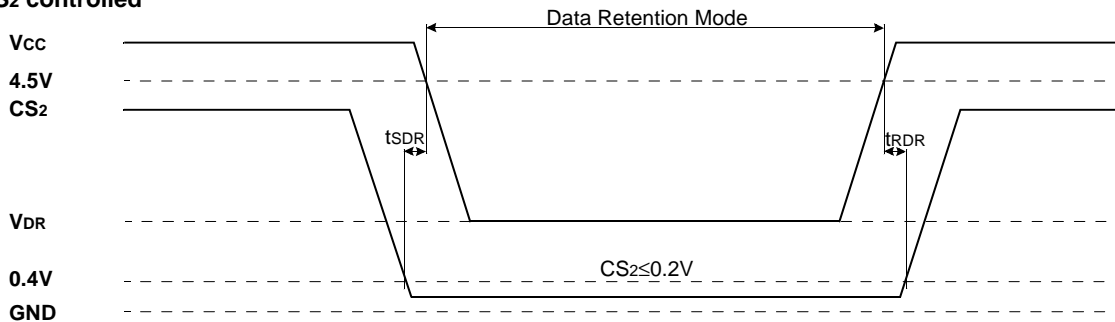 S2 controlled
Data Retention Mode
VCC
4.5V
CS2
tSDR
tRDR
VDR
0.4V
CS2≤0.2V
GND